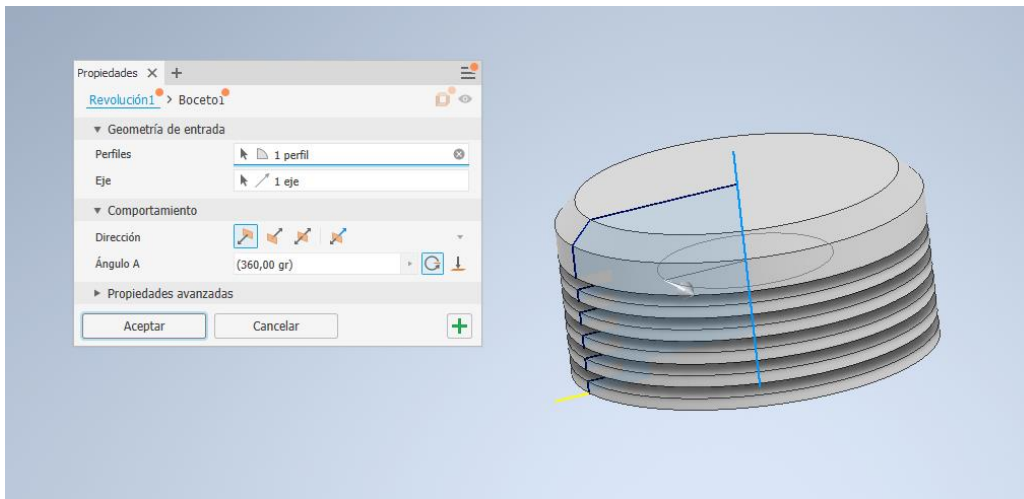 Propiedades
Revolución1 > Boceto1
Geometría de entrada
Perfiles 1 perfil
Eje 1 eje
Comportamiento
Dirección
Ángulo A (360,00 gr)
Propiedades avanzadas
Aceptar Cancelar